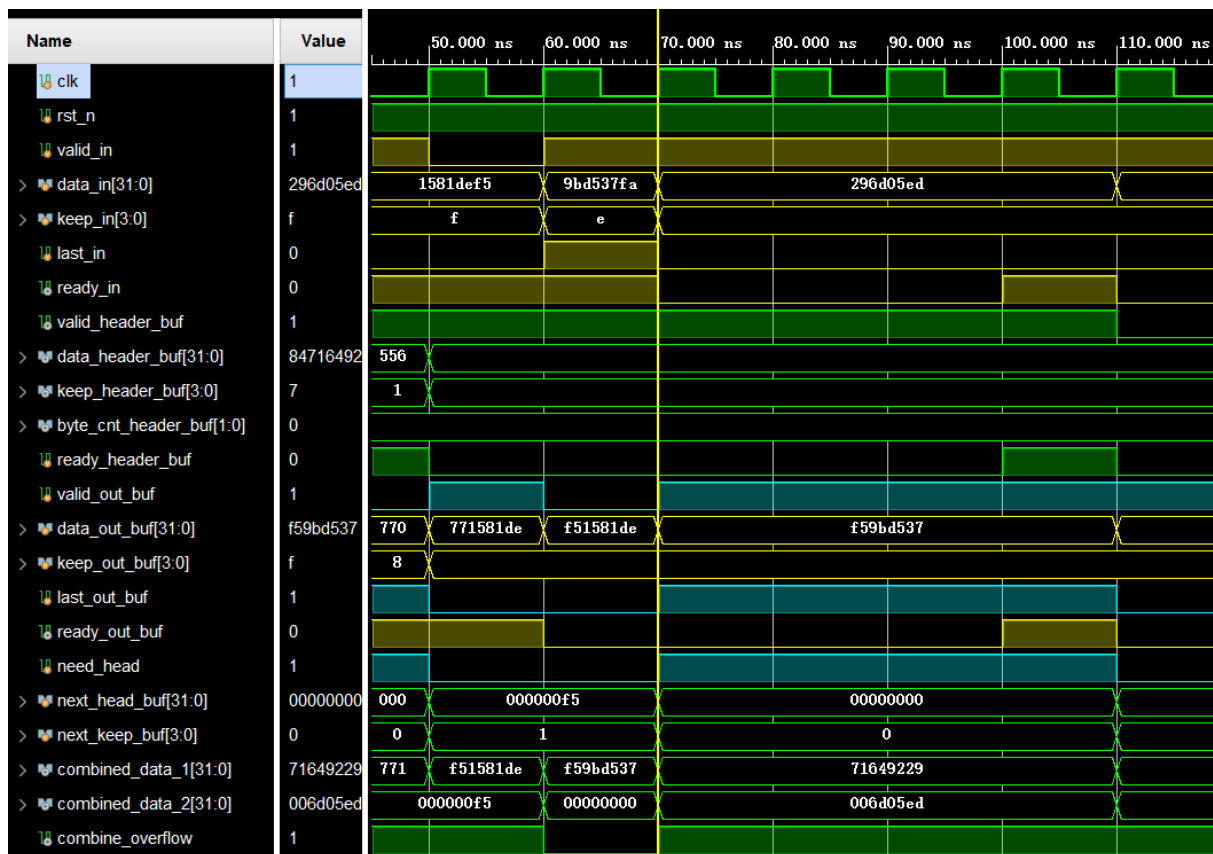 Name Value 50.000 ns 60.000 ns 70.000 ns 80.000 ns 90.000 ns 100.000 ns 110.000 ns
clk 1
rst_n 1
valid_in 1
data_in[31:0] 296d05ed 1581def5 9bd537fa 296d05ed
keep_in[3:0] f f e
last_in 0
ready_in 0
valid_header_buf 1
data_header_buf[31:0] 84716492 556
keep_header_buf[3:0] 7 1
byte_cnt_header_buf[1:0] 0
ready_header_buf 0
valid_out_buf 1
data_out_buf[31:0] f59bd537 770 771581de f51581de f59bd537
keep_out_buf[3:0] f 8
last_out_buf 1
ready_out_buf 0
need_head 1
next_head_buf[31:0] 00000000 000 000000f5 00000000
next_keep_buf[3:0] 0 0 1 0
combined_data_1[31:0] 71649229 771 f51581de f59bd537 71649229
combined_data_2[31:0] 006d05ed 000000f5 00000000 006d05ed
combine_overflow 1